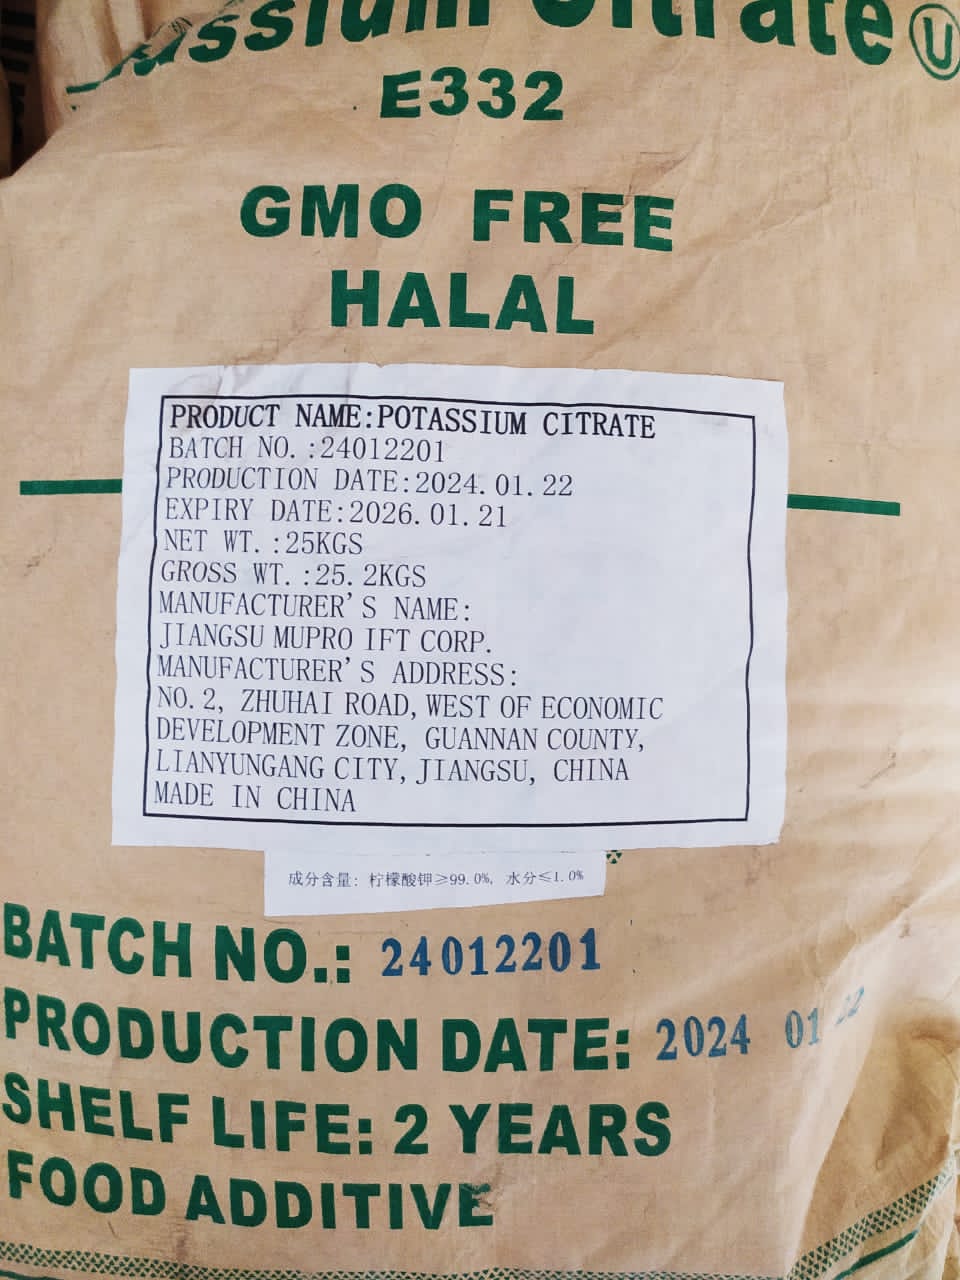 Potassium Citrate U
E332
GMO FREE
HALAL
PRODUCT NAME:POTASSIUM CITRATE
BATCH NO.:24012201
PRODUCTION DATE:2024.01.22
EXPIRY DATE:2026.01.21
NET WT.:25KGS
GROSS WT.:25.2KGS
MANUFACTURER'S NAME:
JIANGSU MUPRO IFT CORP.
MANUFACTURER'S ADDRESS:
NO.2, ZHUHAI ROAD, WEST OF ECONOMIC
DEVELOPMENT ZONE, GUANNAN COUNTY,
LIANYUNGANG CITY, JIANGSU, CHINA
MADE IN CHINA
成分含量: 柠檬酸钾≥99.0%, 水分≤1.0%
BATCH NO.: 24012201
PRODUCTION DATE: 2024 01 22
SHELF LIFE: 2 YEARS
FOOD ADDITIVE